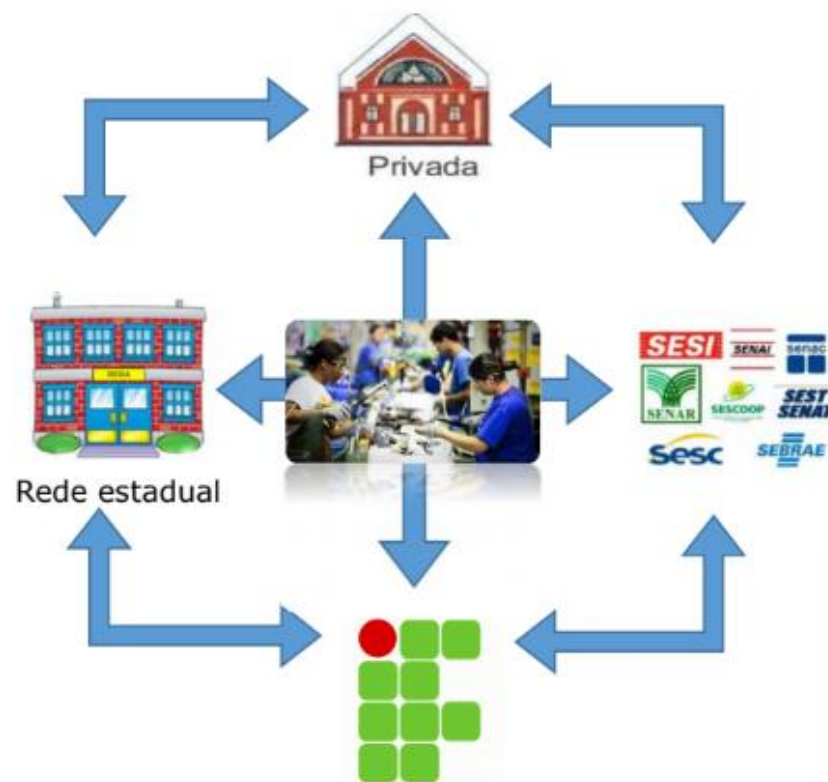 Privada
SESI SENAI senac
SENAR SESCOOP SEST
SENAT
Sesc SEBRAE
Rede estadual